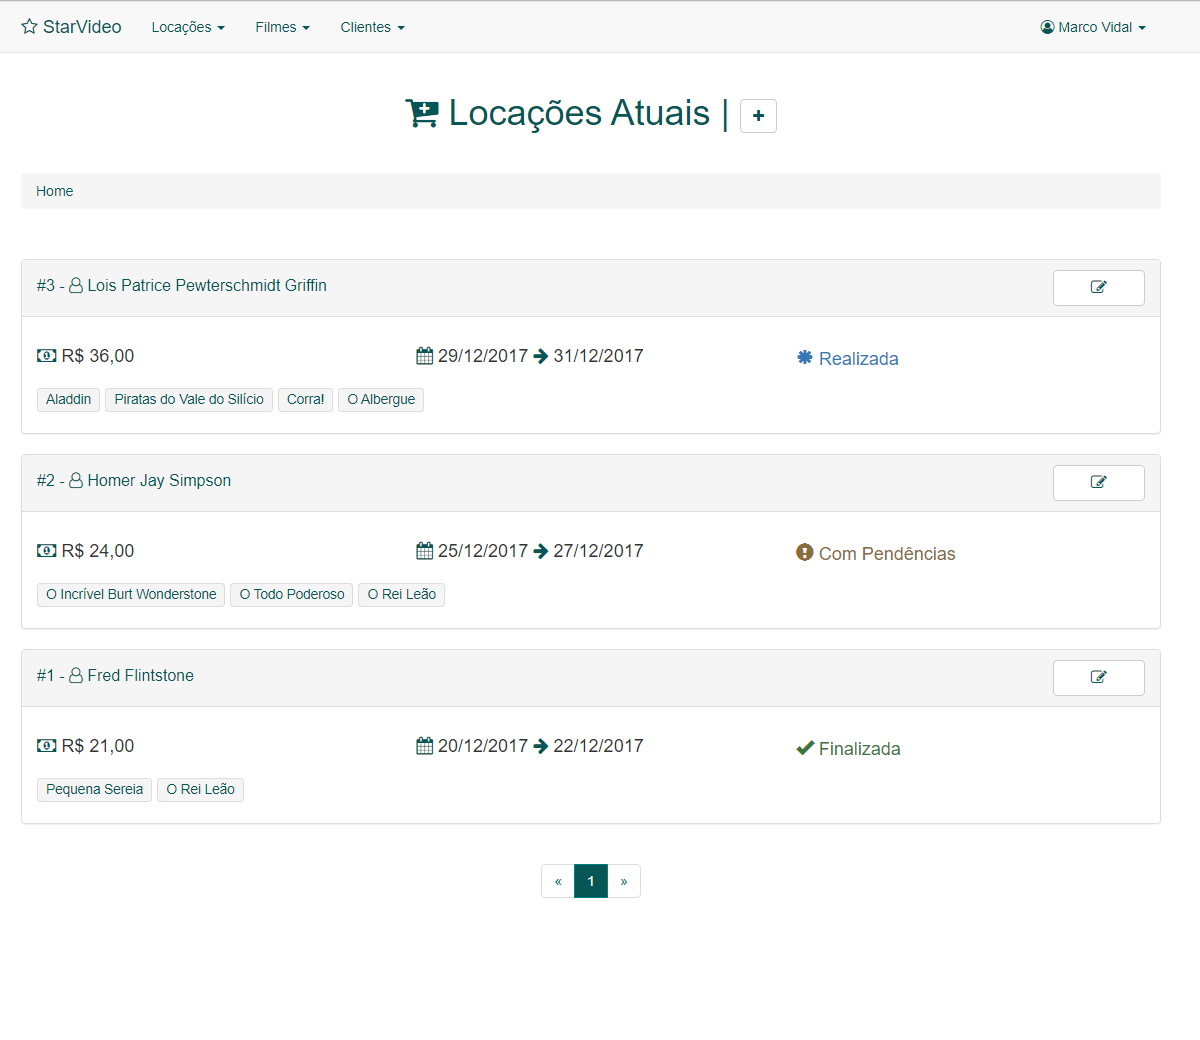 StarVideo Locações Filmes Clientes Marco Vidal
Locações Atuais | +
Home
#3 - Lois Patrice Pewterschmidt Griffin
R$ 36,00 29/12/2017 31/12/2017 Realizada
Aladdin Piratas do Vale do Silício Corra! O Albergue
#2 - Homer Jay Simpson
R$ 24,00 25/12/2017 27/12/2017 Com Pendências
O Incrível Burt Wonderstone O Todo Poderoso O Rei Leão
#1 - Fred Flintstone
R$ 21,00 20/12/2017 22/12/2017 Finalizada
Pequena Sereia O Rei Leão
« 1 »